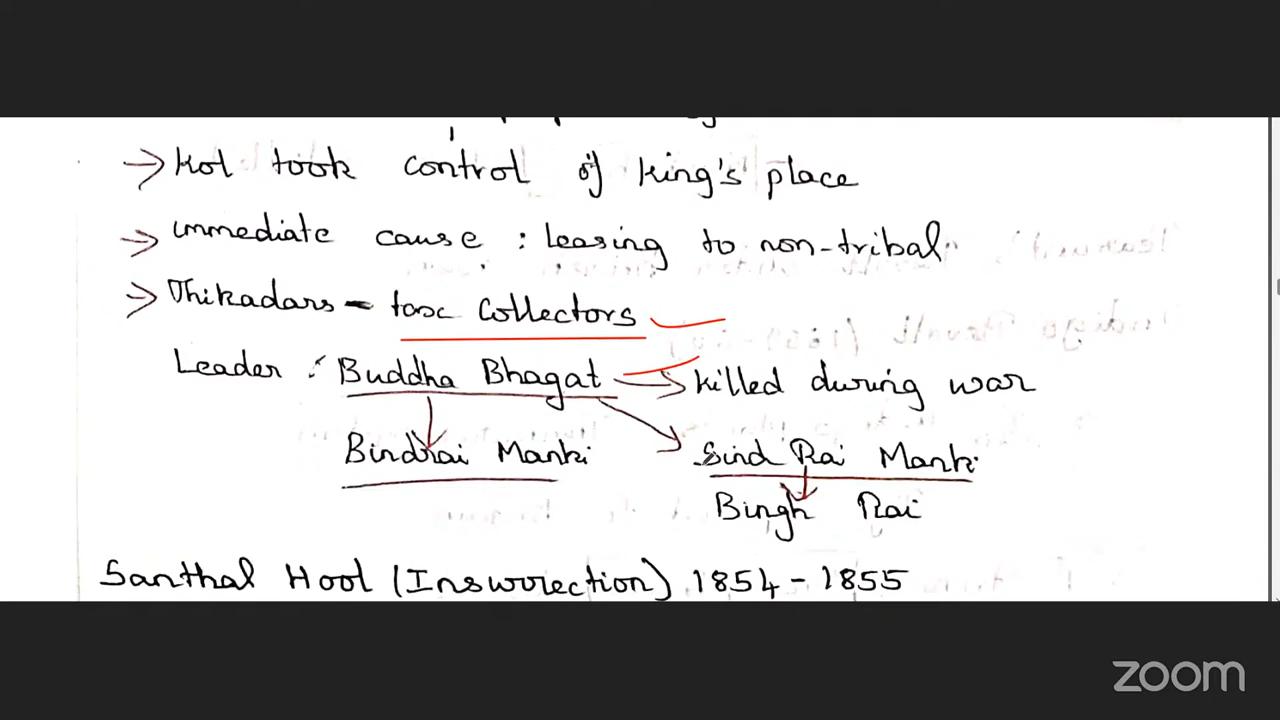 → Kol took control of King's place
→ immediate cause : leasing to non-tribal
→ Thikadars - tax Collectors
Leader : Buddha Bhagat → killed during war
Bindrai Manki Sind Rai Manki
Bingh Rai
Santhal Hool (Insurrection) 1854 - 1855
zoom